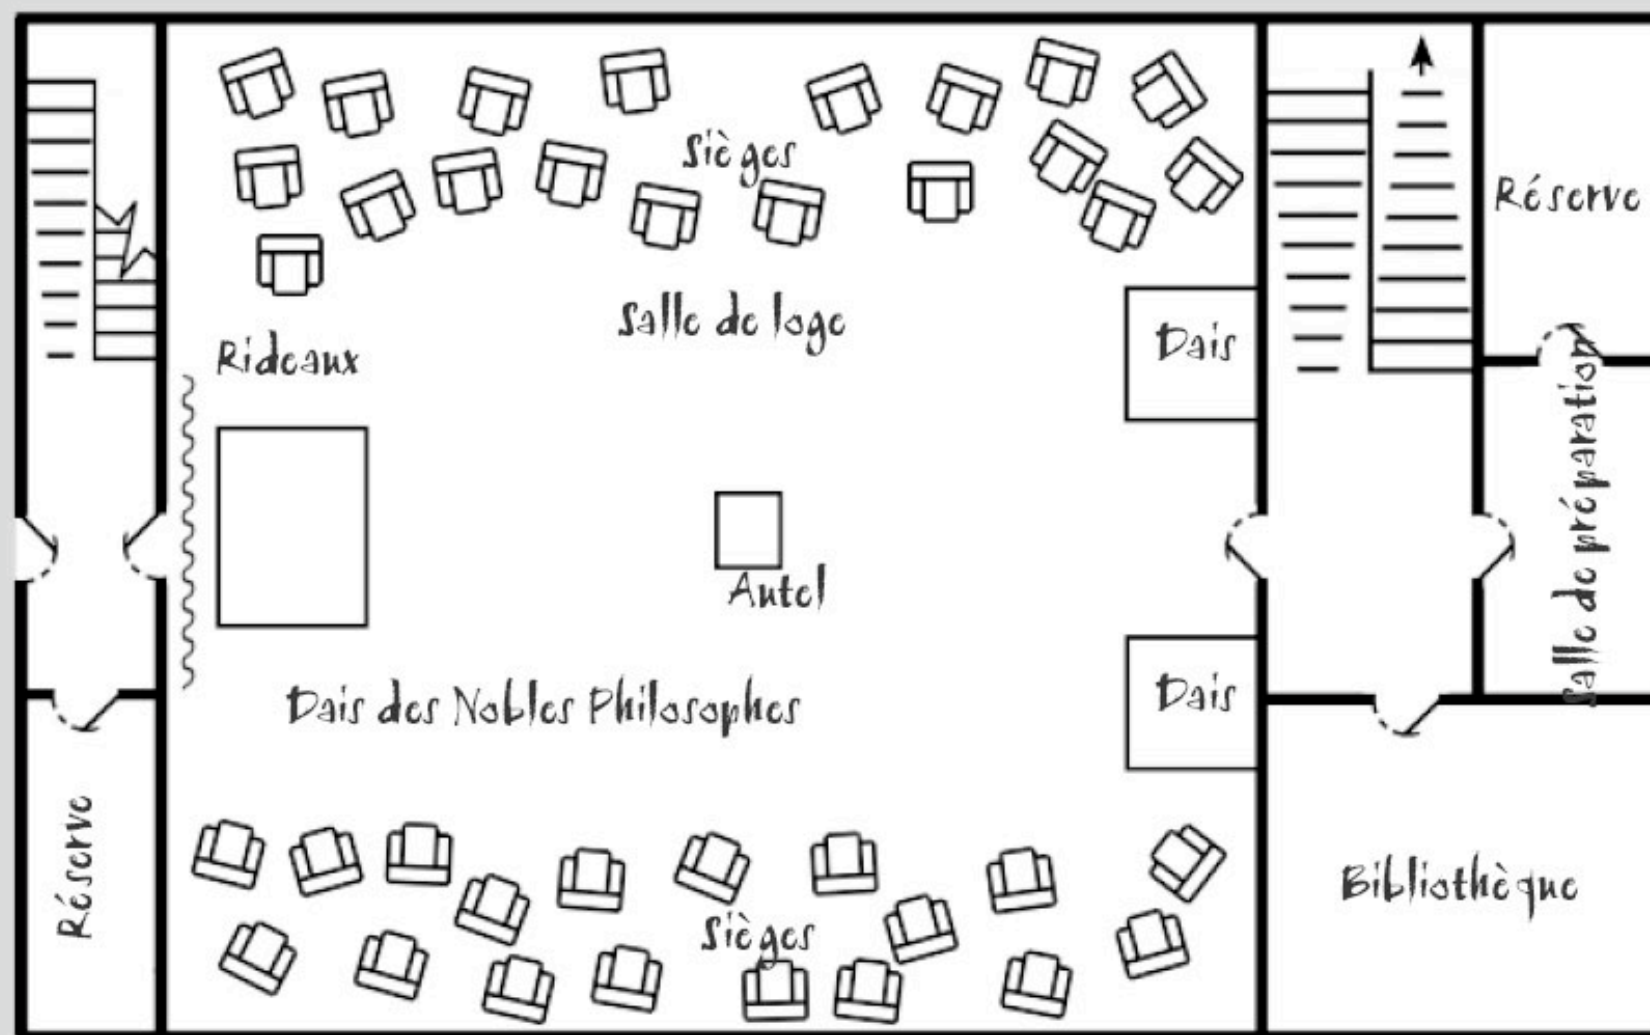 Sièges
Réserve
Salle de loge
Dais
Rideaux
Salle de préparation
Autel
Dais
Dais des Nobles Philosophes
Réserve
Bibliothèque
Sièges